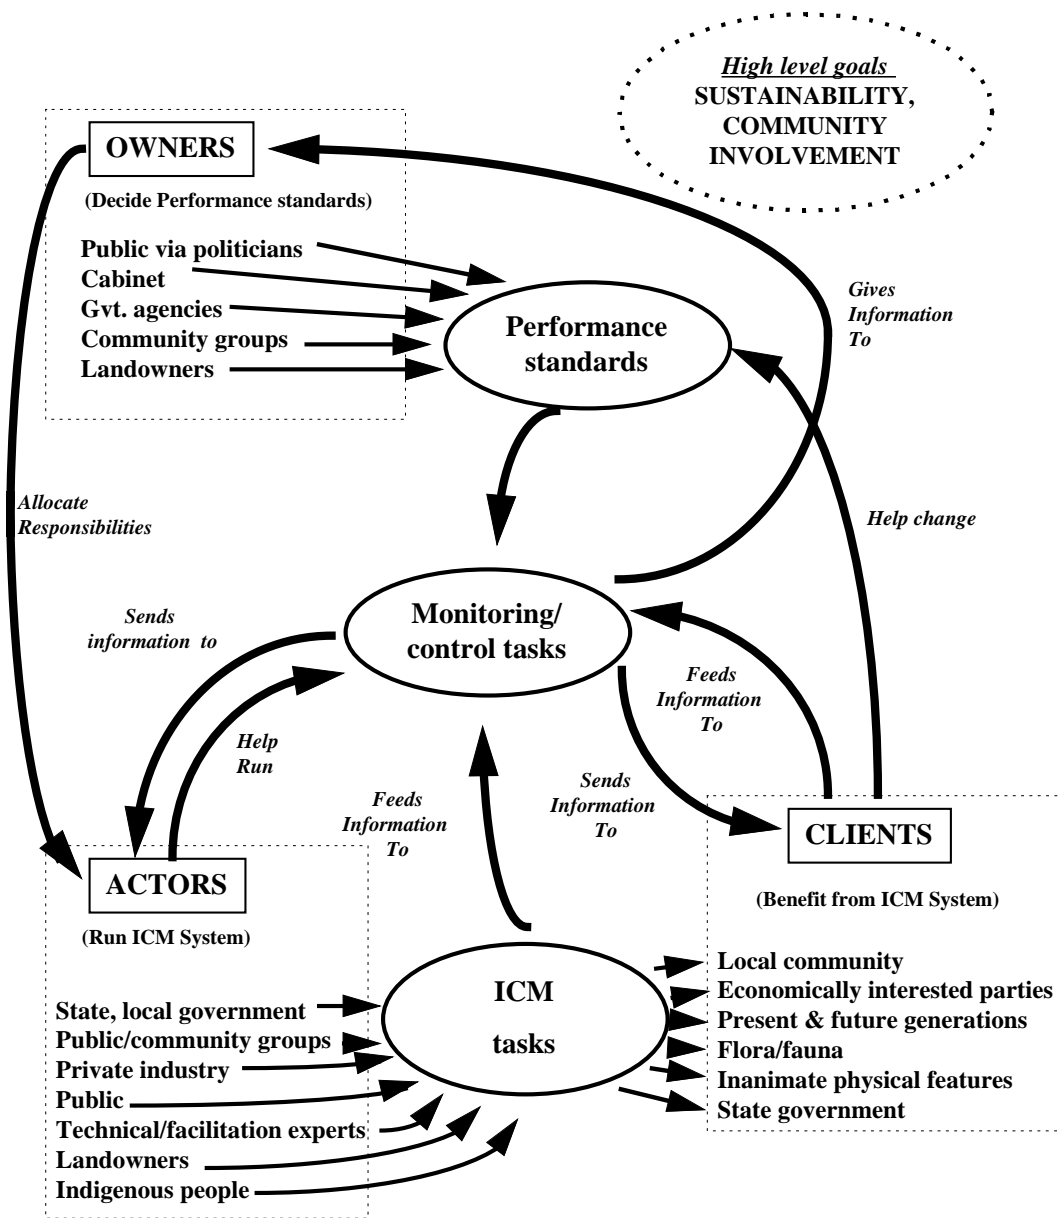 High level goals
SUSTAINABILITY,
COMMUNITY
INVOLVEMENT
OWNERS
(Decide Performance standards)
Public via politicians
Cabinet
Gvt. agencies
Community groups
Landowners
Performance
standards
Gives
Information
To
Allocate
Responsibilities
Help change
Sends
information to
Monitoring/
control tasks
Feeds
Information
To
Help
Run
Feeds
Information
To
Sends
Information
To
CLIENTS
(Benefit from ICM System)
ACTORS
(Run ICM System)
ICM
tasks
State, local government
Public/community groups
Private industry
Public
Technical/facilitation experts
Landowners
Indigenous people
Local community
Economically interested parties
Present & future generations
Flora/fauna
Inanimate physical features
State government